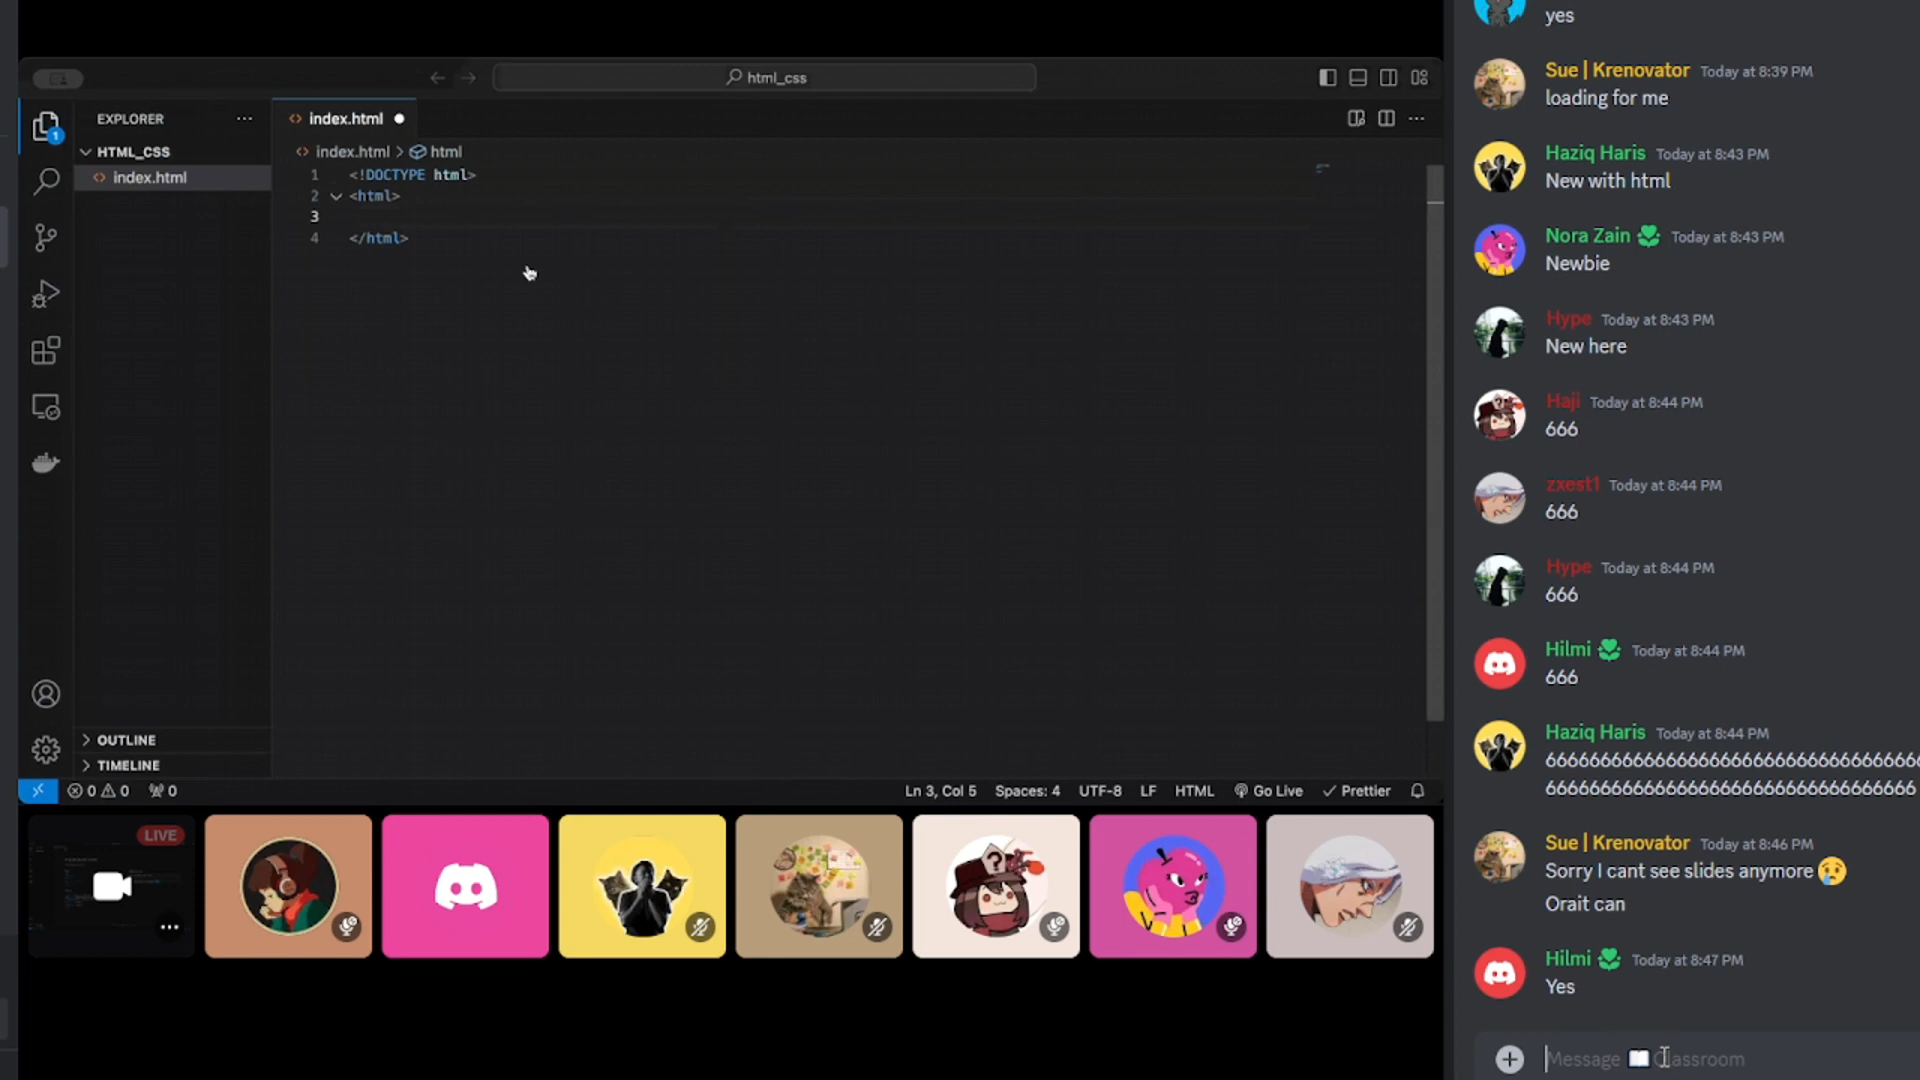 html_css
EXPLORER
HTML_CSS
index.html
1
index.html
index.html > html
1 <!DOCTYPE html>
2 <html>
3
4 </html>
OUTLINE
TIMELINE
0 0 0
Ln 3, Col 5 Spaces: 4 UTF-8 LF HTML Go Live Prettier
LIVE
yes
Sue | Krenovator Today at 8:39 PM
loading for me
Haziq Haris Today at 8:43 PM
New with html
Nora Zain Today at 8:43 PM
Newbie
Hype Today at 8:43 PM
New here
Haji Today at 8:44 PM
666
zxest1 Today at 8:44 PM
666
Hype Today at 8:44 PM
666
Hilmi Today at 8:44 PM
666
Haziq Haris Today at 8:44 PM
Sue | Krenovator Today at 8:46 PM
Sorry I cant see slides anymore 😢
Orait can
Hilmi Today at 8:47 PM
Yes
Message 📖 Classroom